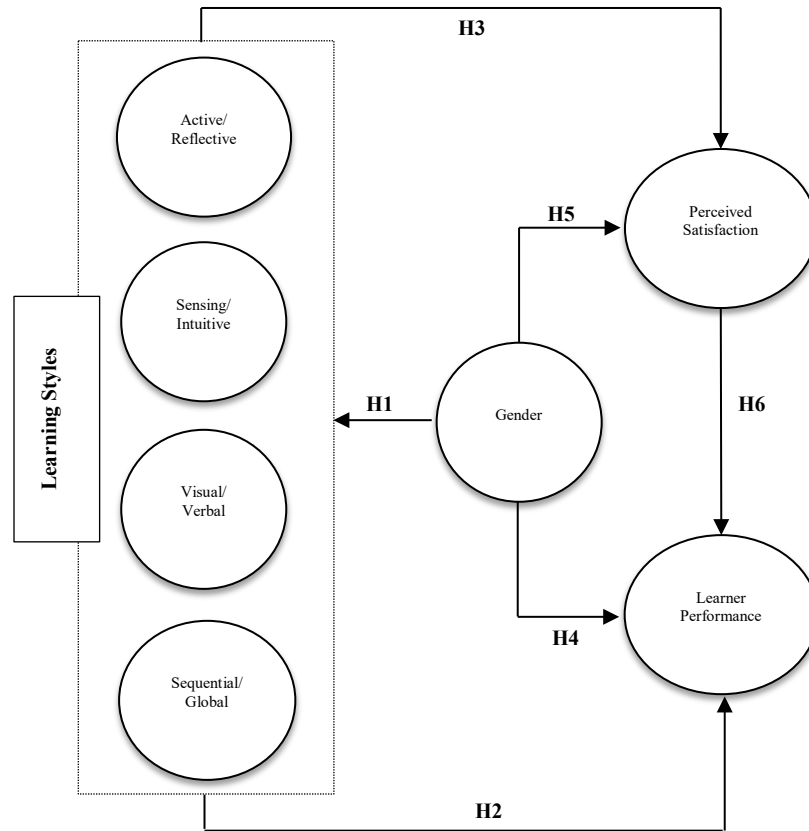 H3
Active/
Reflective
Perceived
Satisfaction
H5
Sensing/
Intuitive
Learning Styles
H1
Gender
H6
Visual/
Verbal
Learner
Performance
H4
Sequential/
Global
H2